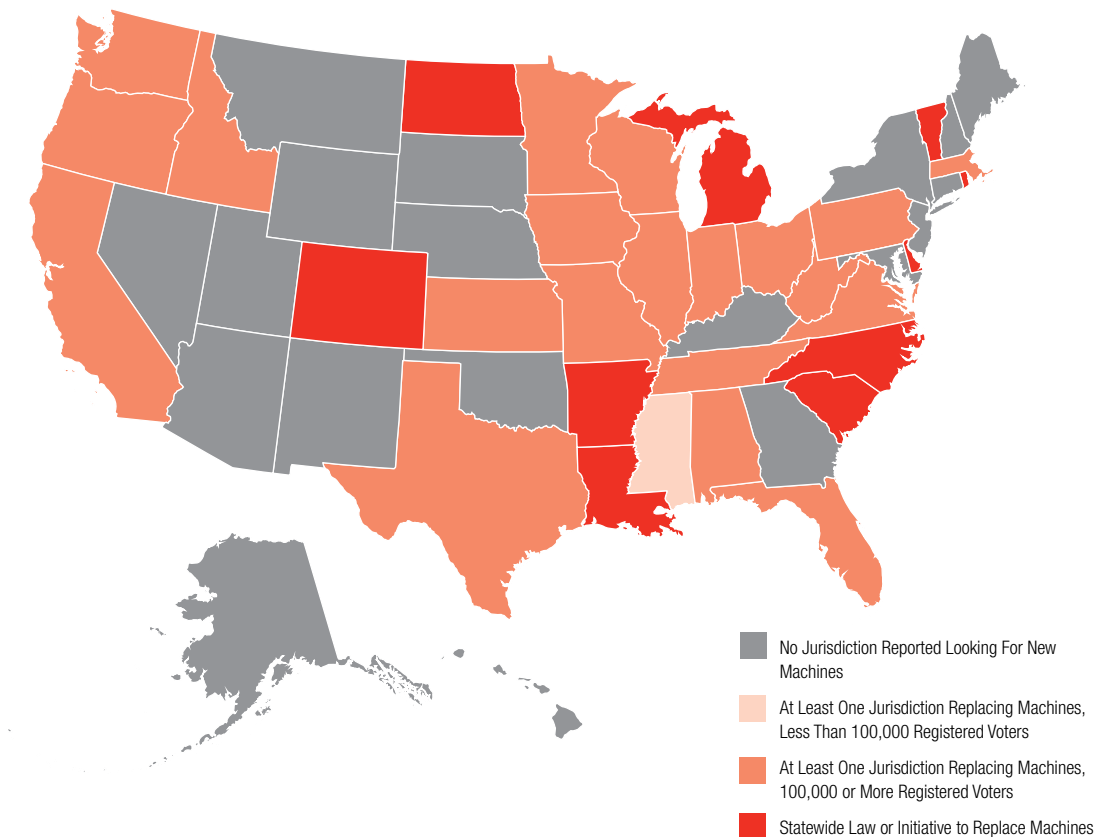 No Jurisdiction Reported Looking For New
Machines
At Least One Jurisdiction Replacing Machines,
Less Than 100,000 Registered Voters
At Least One Jurisdiction Replacing Machines,
100,000 or More Registered Voters
Statewide Law or Initiative to Replace Machines